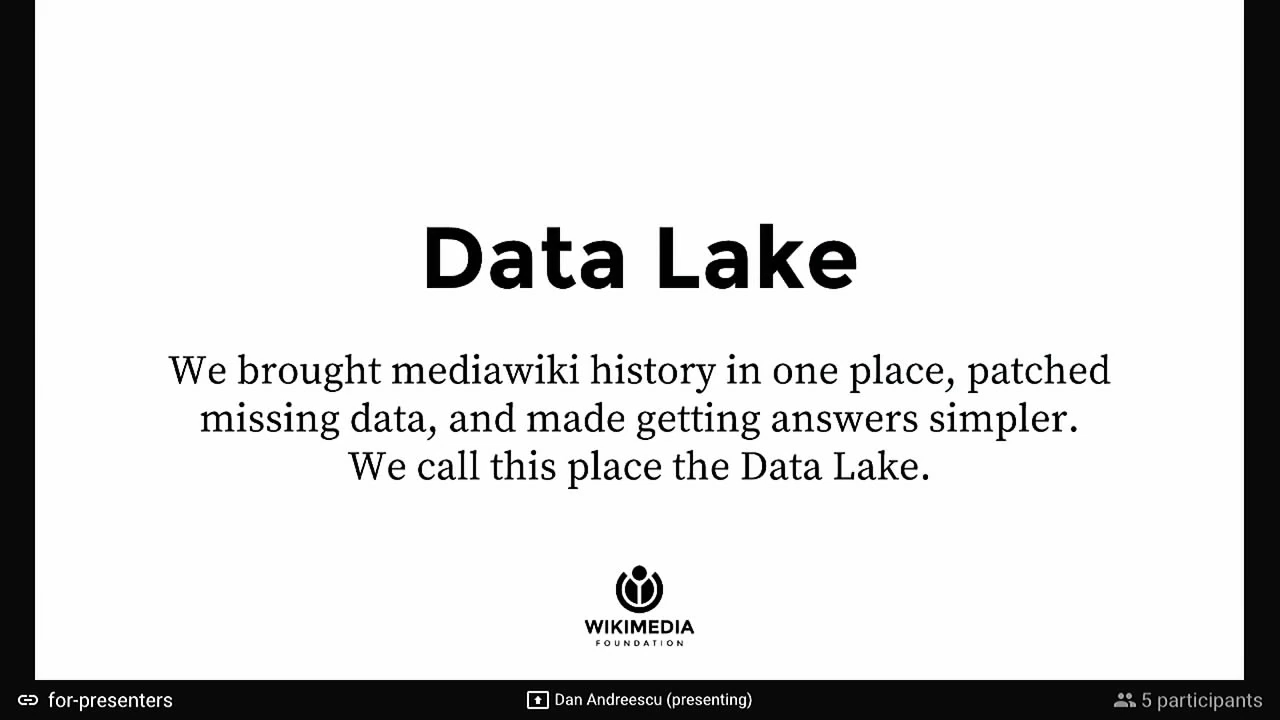 Data Lake
We brought mediawiki history in one place, patched
missing data, and made getting answers simpler.
We call this place the Data Lake.
WIKIMEDIA
FOUNDATION
for-presenters
Dan Andreescu (presenting)
5 participants